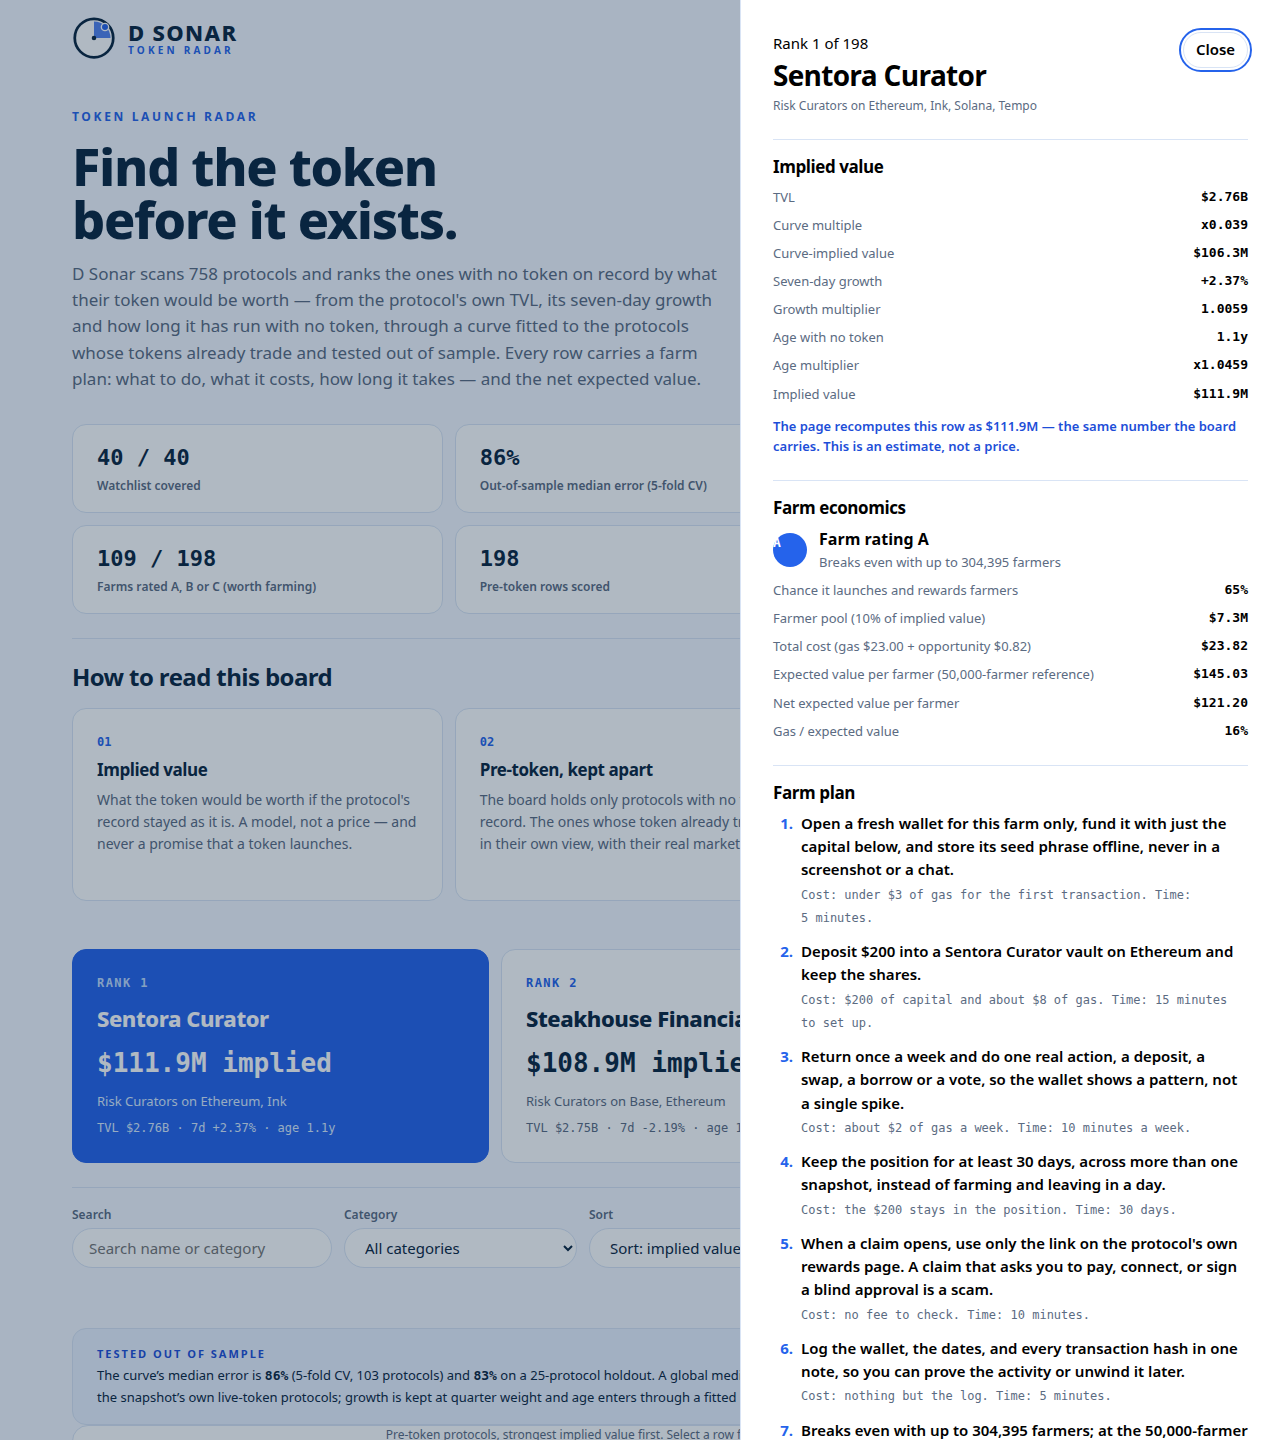 D SONAR
TOKEN RADAR
TOKEN LAUNCH RADAR
Find the token
before it exists.
D Sonar scans 758 protocols and ranks the ones with no token on record by what
their token would be worth — from the protocol's own TVL, its seven-day growth
and how long it has run with no token, through a curve fitted to the protocols
whose tokens already trade and tested out of sample. Every row carries a farm
plan: what to do, what it costs, how long it takes — and the net expected value.
40 / 40
Watchlist covered
86%
Out-of-sample median error (5-fold CV)
109 / 198
Farms rated A, B or C (worth farming)
198
Pre-token rows scored
How to read this board
01
Implied value
What the token would be worth if the protocol's
record stayed as it is. A model, not a price — and
never a promise that a token launches.
02
Pre-token, kept apart
The board holds only protocols with no
record. The ones whose token already
in their own view, with their real market
RANK 1
Sentora Curator
$111.9M implied
Risk Curators on Ethereum, Ink
TVL $2.76B · 7d +2.37% · age 1.1y
RANK 2
Steakhouse
$108.9M
Risk Curators on Base, Ethereum
TVL $2.75B · 7d -2.19% · age
Search
Search name or category
Category
All categories
Sort
Sort: implied value
TESTED OUT OF SAMPLE
The curve's median error is 86% (5-fold CV, 103 protocols) and 83% on a 25-protocol holdout. A global
the snapshot's own live-token protocols; growth is kept at quarter weight and age enters through a fitted
Pre-token protocols, strongest implied value first. Select a row
Rank 1 of 198
Close
Sentora Curator
Risk Curators on Ethereum, Ink, Solana, Tempo
Implied value
TVL $2.76B
Curve multiple x0.039
Curve-implied value $106.3M
Seven-day growth +2.37%
Growth multiplier 1.0059
Age with no token 1.1y
Age multiplier x1.0459
Implied value $111.9M
The page recomputes this row as $111.9M — the same number the board
carries. This is an estimate, not a price.
Farm economics
A
Farm rating A
Breaks even with up to 304,395 farmers
Chance it launches and rewards farmers 65%
Farmer pool (10% of implied value) $7.3M
Total cost (gas $23.00 + opportunity $0.82) $23.82
Expected value per farmer (50,000-farmer reference) $145.03
Net expected value per farmer $121.20
Gas / expected value 16%
Farm plan
1. Open a fresh wallet for this farm only, fund it with just the
capital below, and store its seed phrase offline, never in a
screenshot or a chat.
Cost: under $3 of gas for the first transaction. Time:
5 minutes.
2. Deposit $200 into a Sentora Curator vault on Ethereum and
keep the shares.
Cost: $200 of capital and about $8 of gas. Time: 15 minutes
to set up.
3. Return once a week and do one real action, a deposit, a
swap, a borrow or a vote, so the wallet shows a pattern, not
a single spike.
Cost: about $2 of gas a week. Time: 10 minutes a week.
4. Keep the position for at least 30 days, across more than one
snapshot, instead of farming and leaving in a day.
Cost: the $200 stays in the position. Time: 30 days.
5. When a claim opens, use only the link on the protocol's own
rewards page. A claim that asks you to pay, connect, or sign
a blind approval is a scam.
Cost: no fee to check. Time: 10 minutes.
6. Log the wallet, the dates, and every transaction hash in one
note, so you can prove the activity or unwind it later.
Cost: nothing but the log. Time: 5 minutes.
7. Breaks even with up to 304,395 farmers; at the 50,000-farmer